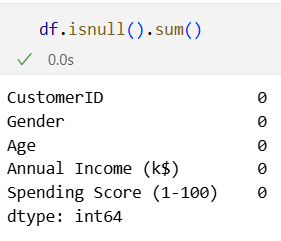 df.isnull().sum()
0.0s
CustomerID 0
Gender 0
Age 0
Annual Income (k$) 0
Spending Score (1-100) 0
dtype: int64